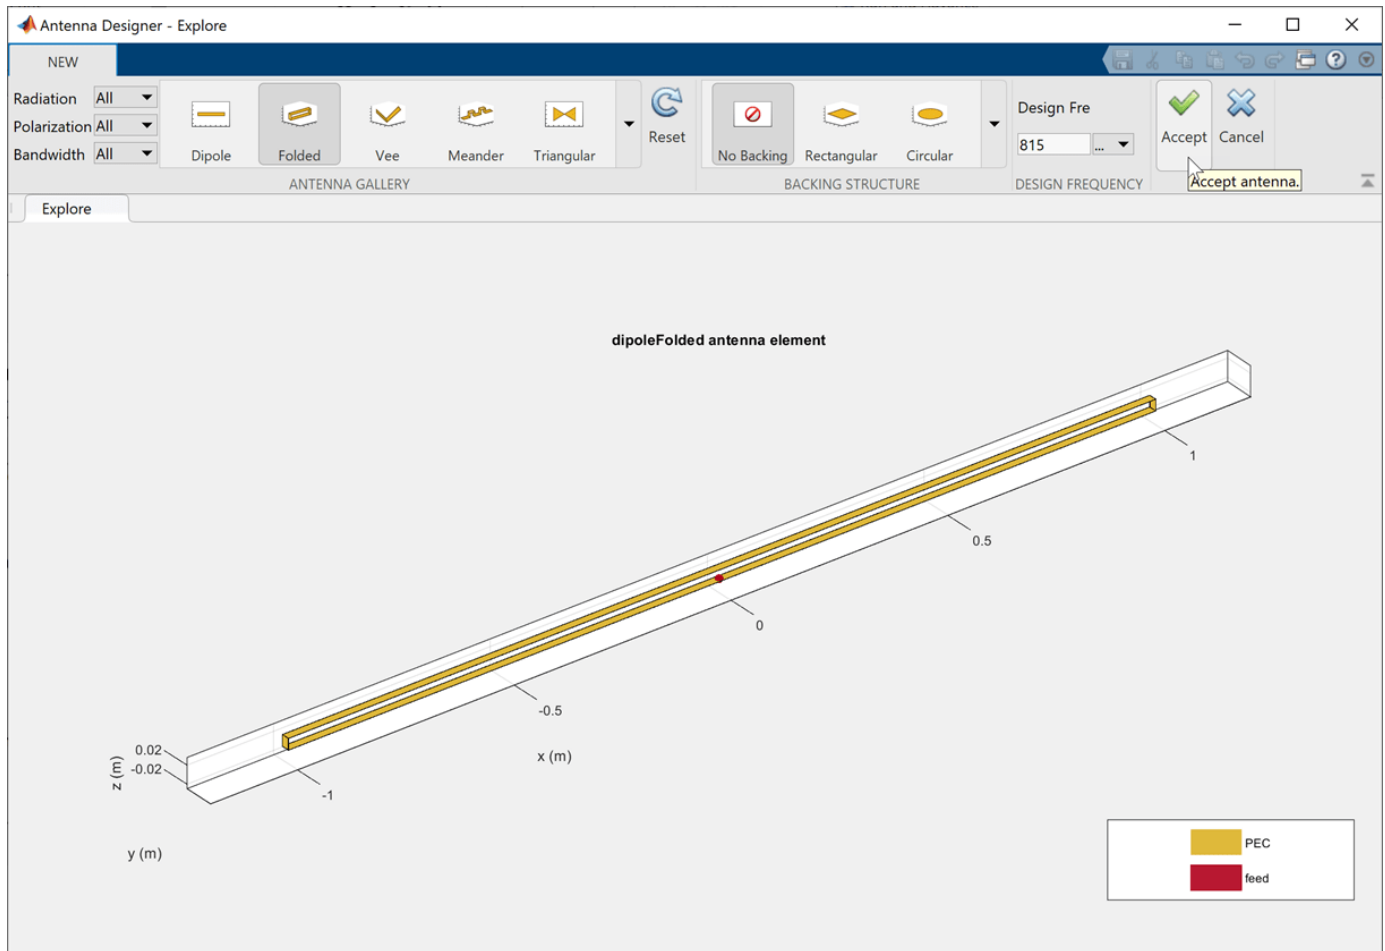 Antenna Designer - Explore
NEW
Radiation All
Polarization All
Bandwidth All
Dipole Folded Vee Meander Triangular
Reset
No Backing Rectangular Circular
Design Fre
815 ...
Accept Cancel
ANTENNA GALLERY BACKING STRUCTURE DESIGN FREQUENCY
Accept antenna.
Explore
dipoleFolded antenna element
1
0.5
0
-0.5
-1
x (m)
0.02
-0.02
z (m)
y (m)
PEC
feed